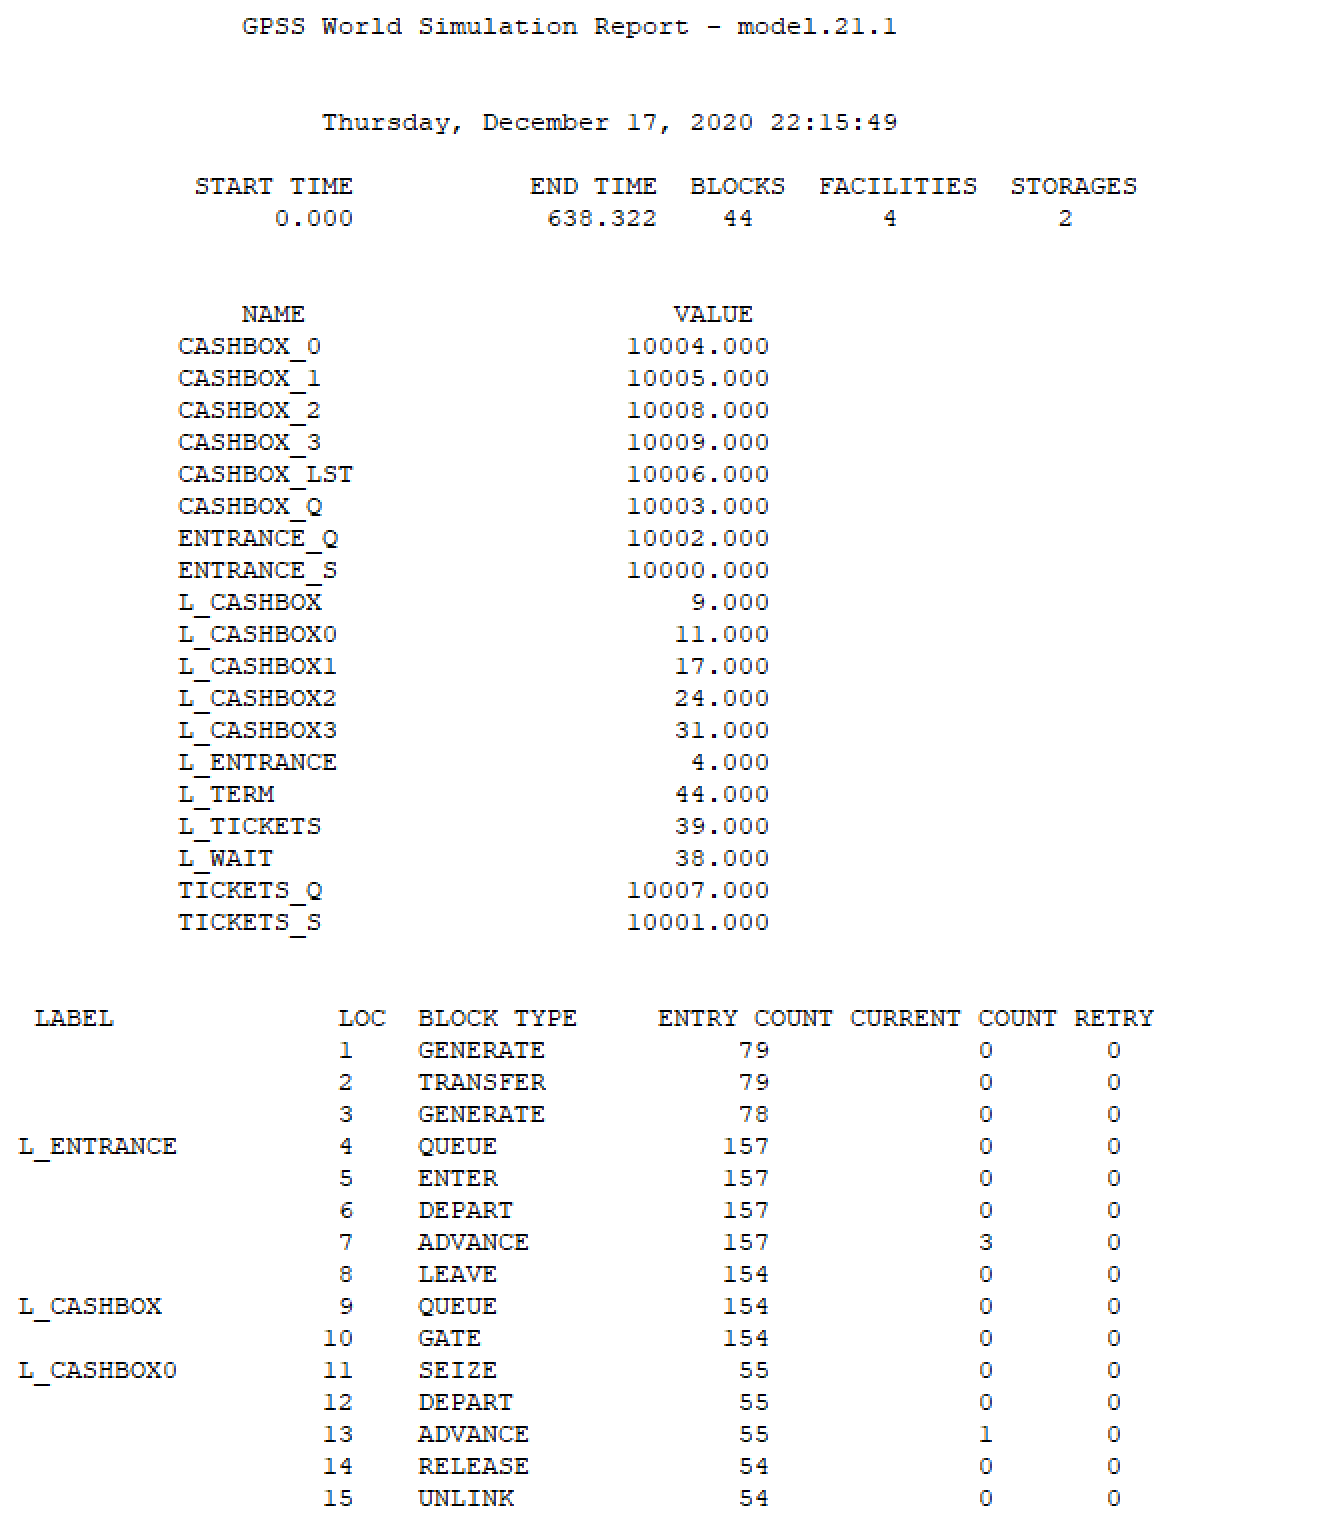 GPSS World Simulation Report - model.21.1
Thursday, December 17, 2020 22:15:49
START TIME END TIME BLOCKS FACILITIES STORAGES
0.000 638.322 44 4 2
NAME VALUE
CASHBOX_0 10004.000
CASHBOX_1 10005.000
CASHBOX_2 10008.000
CASHBOX_3 10009.000
CASHBOX_LST 10006.000
CASHBOX_Q 10003.000
ENTRANCE_Q 10002.000
ENTRANCE_S 10000.000
L_CASHBOX 9.000
L_CASHBOX0 11.000
L_CASHBOX1 17.000
L_CASHBOX2 24.000
L_CASHBOX3 31.000
L_ENTRANCE 4.000
L_TERM 44.000
L_TICKETS 39.000
L_WAIT 38.000
TICKETS_Q 10007.000
TICKETS_S 10001.000
LABEL LOC BLOCK TYPE ENTRY COUNT CURRENT COUNT RETRY
1 GENERATE 79 0 0
2 TRANSFER 79 0 0
3 GENERATE 78 0 0
L_ENTRANCE 4 QUEUE 157 0 0
5 ENTER 157 0 0
6 DEPART 157 0 0
7 ADVANCE 157 3 0
8 LEAVE 154 0 0
L_CASHBOX 9 QUEUE 154 0 0
10 GATE 154 0 0
L_CASHBOX0 11 SEIZE 55 0 0
12 DEPART 55 0 0
13 ADVANCE 55 1 0
14 RELEASE 54 0 0
15 UNLINK 54 0 0